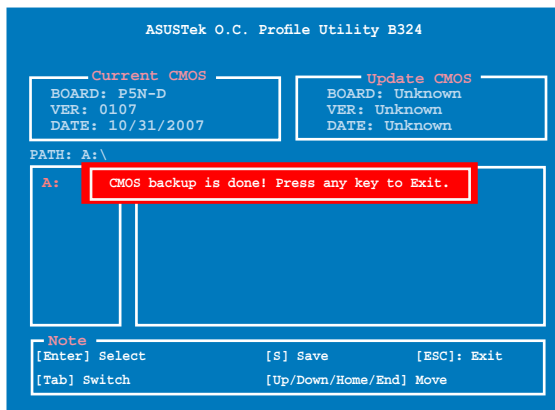 ASUSTek O.C. Profile Utility B324
Current CMOS
BOARD: P5N-D
VER: 0107
DATE: 10/31/2007
Update CMOS
BOARD: Unknown
VER: Unknown
DATE: Unknown
PATH: A:\
A:
CMOS backup is done! Press any key to Exit.
Note
[Enter] Select [S] Save [ESC]: Exit
[Tab] Switch [Up/Down/Home/End] Move